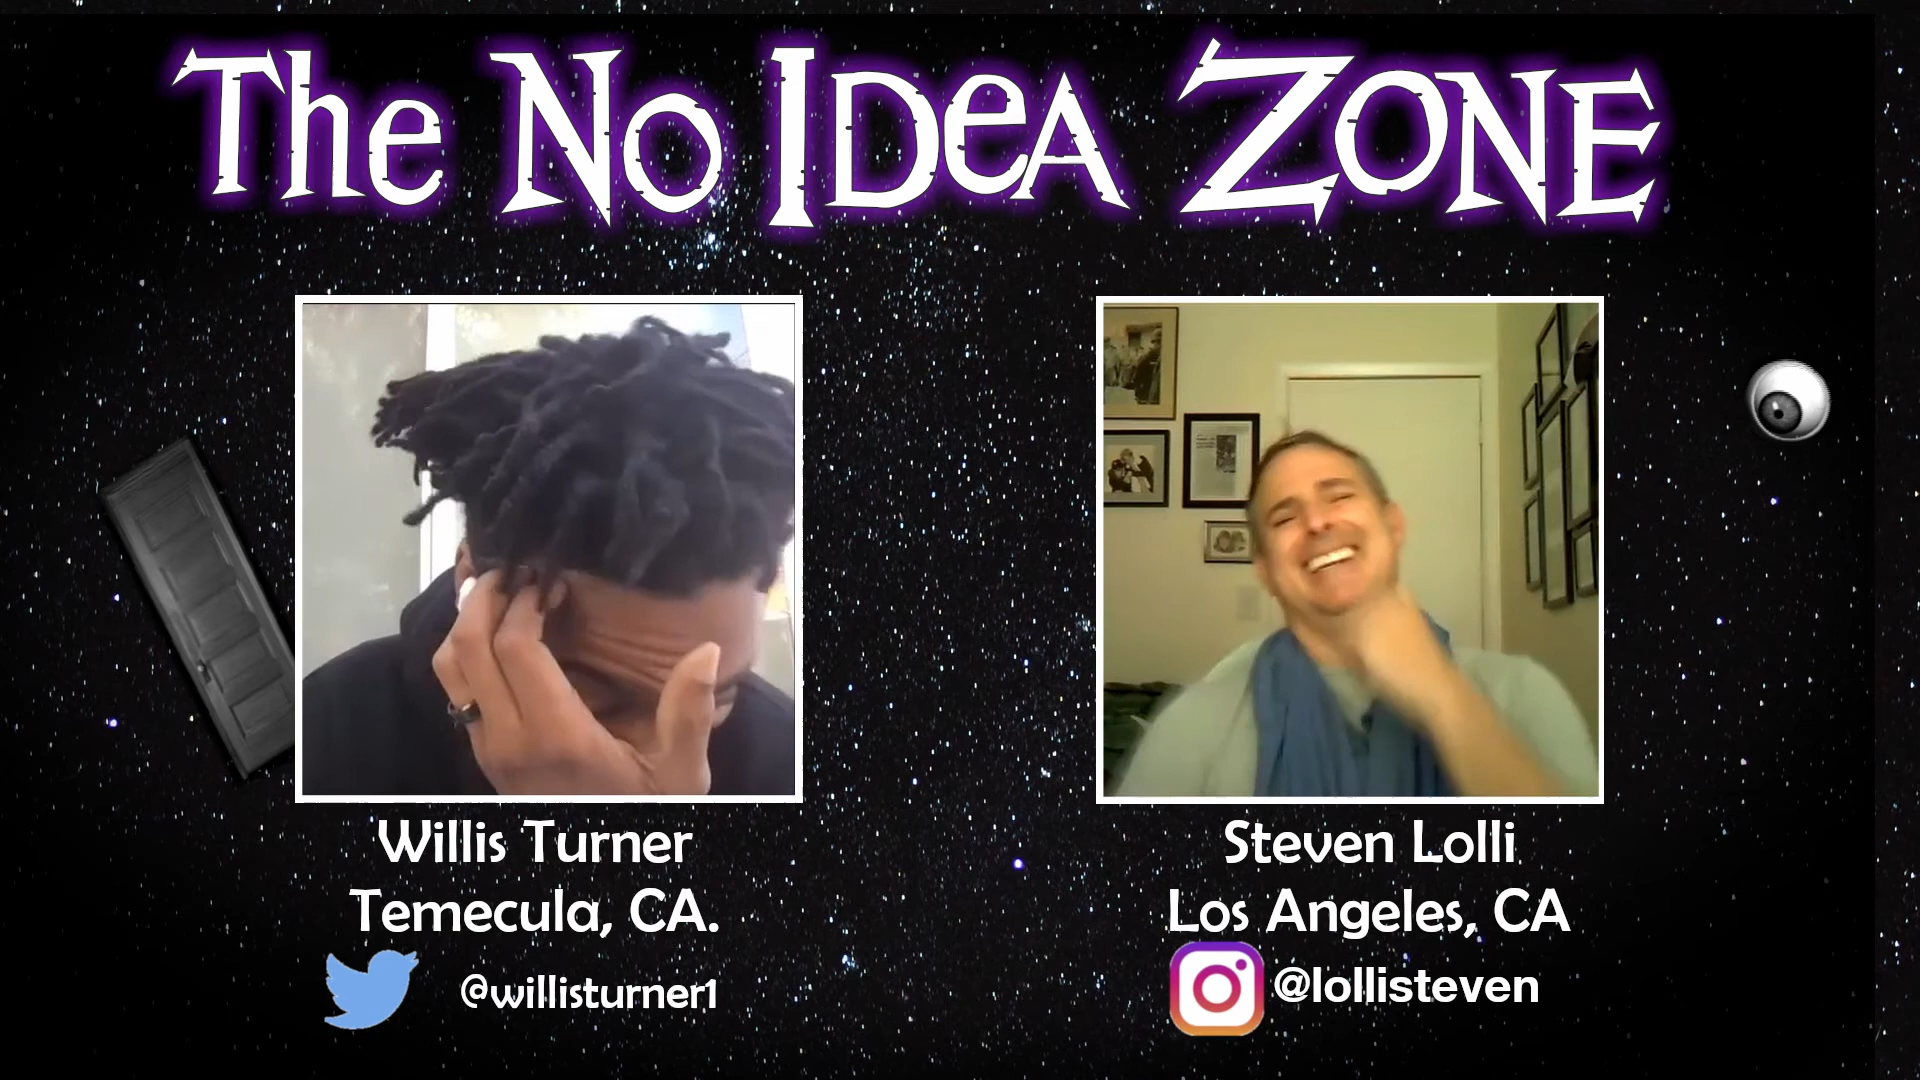 The No Idea Zone
Willis Turner
Temecula, CA.
@willisturner1
Steven Lolli
Los Angeles, CA
@lollisteven